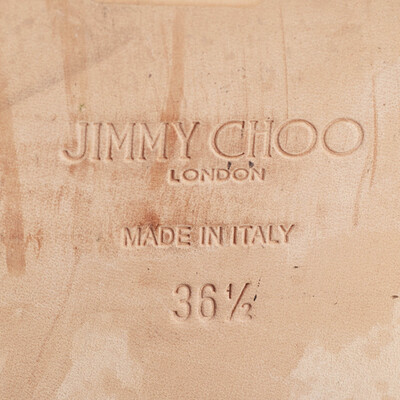 JIMMY CHOO
LONDON
MADE IN ITALY
36½